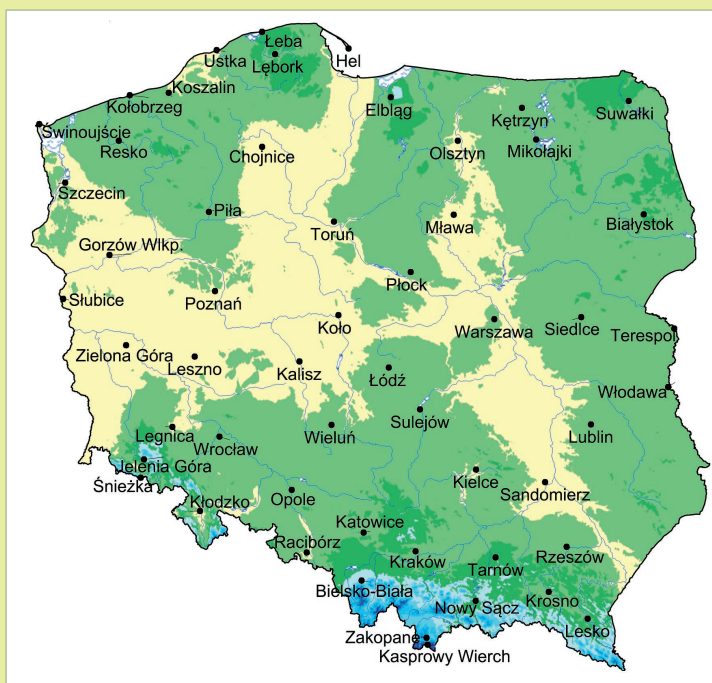 Łeba
Ustka
Lębork
Hel
Koszalin
Kołobrzeg
Elbląg
Kętrzyn
Suwałki
Świnoujście
Resko
Chojnice
Olsztyn
Mikołajki
Szczecin
Piła
Toruń
Mława
Białystok
Gorzów Wlkp.
Płock
Słubice
Poznań
Koło
Warszawa
Siedlce
Terespol
Zielona Góra
Leszno
Kalisz
Łódź
Włodawa
Sulejów
Legnica
Wrocław
Wieluń
Lublin
Jelenia Góra
Śnieżka
Kielce
Kłodzko
Opole
Sandomierz
Katowice
Racibórz
Kraków
Tarnów
Rzeszów
Bielsko-Biała
Nowy Sącz
Krosno
Lesko
Zakopane
Kasprowy Wierch